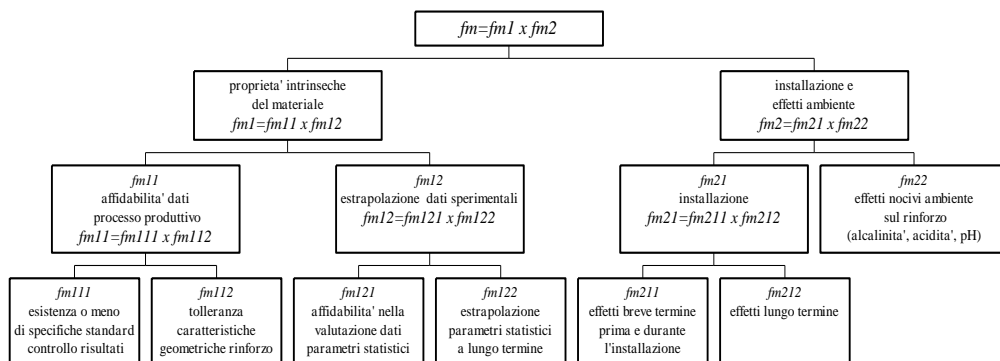 fm=fm1 x fm2
proprieta' intrinseche
del materiale
fm1=fm11 x fm12
installazione e
effetti ambiente
fm2=fm21 x fm22
fm11
affidabilita' dati
processo produttivo
fm11=fm111 x fm112
fm12
estrapolazione dati sperimentali
fm12=fm121 x fm122
fm21
installazione
fm21=fm211 x fm212
fm22
effetti nocivi ambiente
sul rinforzo
(alcalinita', acidita', pH)
fm111
esistenza o meno
di specifiche standard
controllo risultati
fm112
tolleranza
caratteristiche
geometriche rinforzo
fm121
affidabilita' nella
valutazione dati
parametri statistici
fm122
estrapolazione
parametri statistici
a lungo termine
fm211
effetti breve termine
prima e durante
l'installazione
fm212
effetti lungo termine